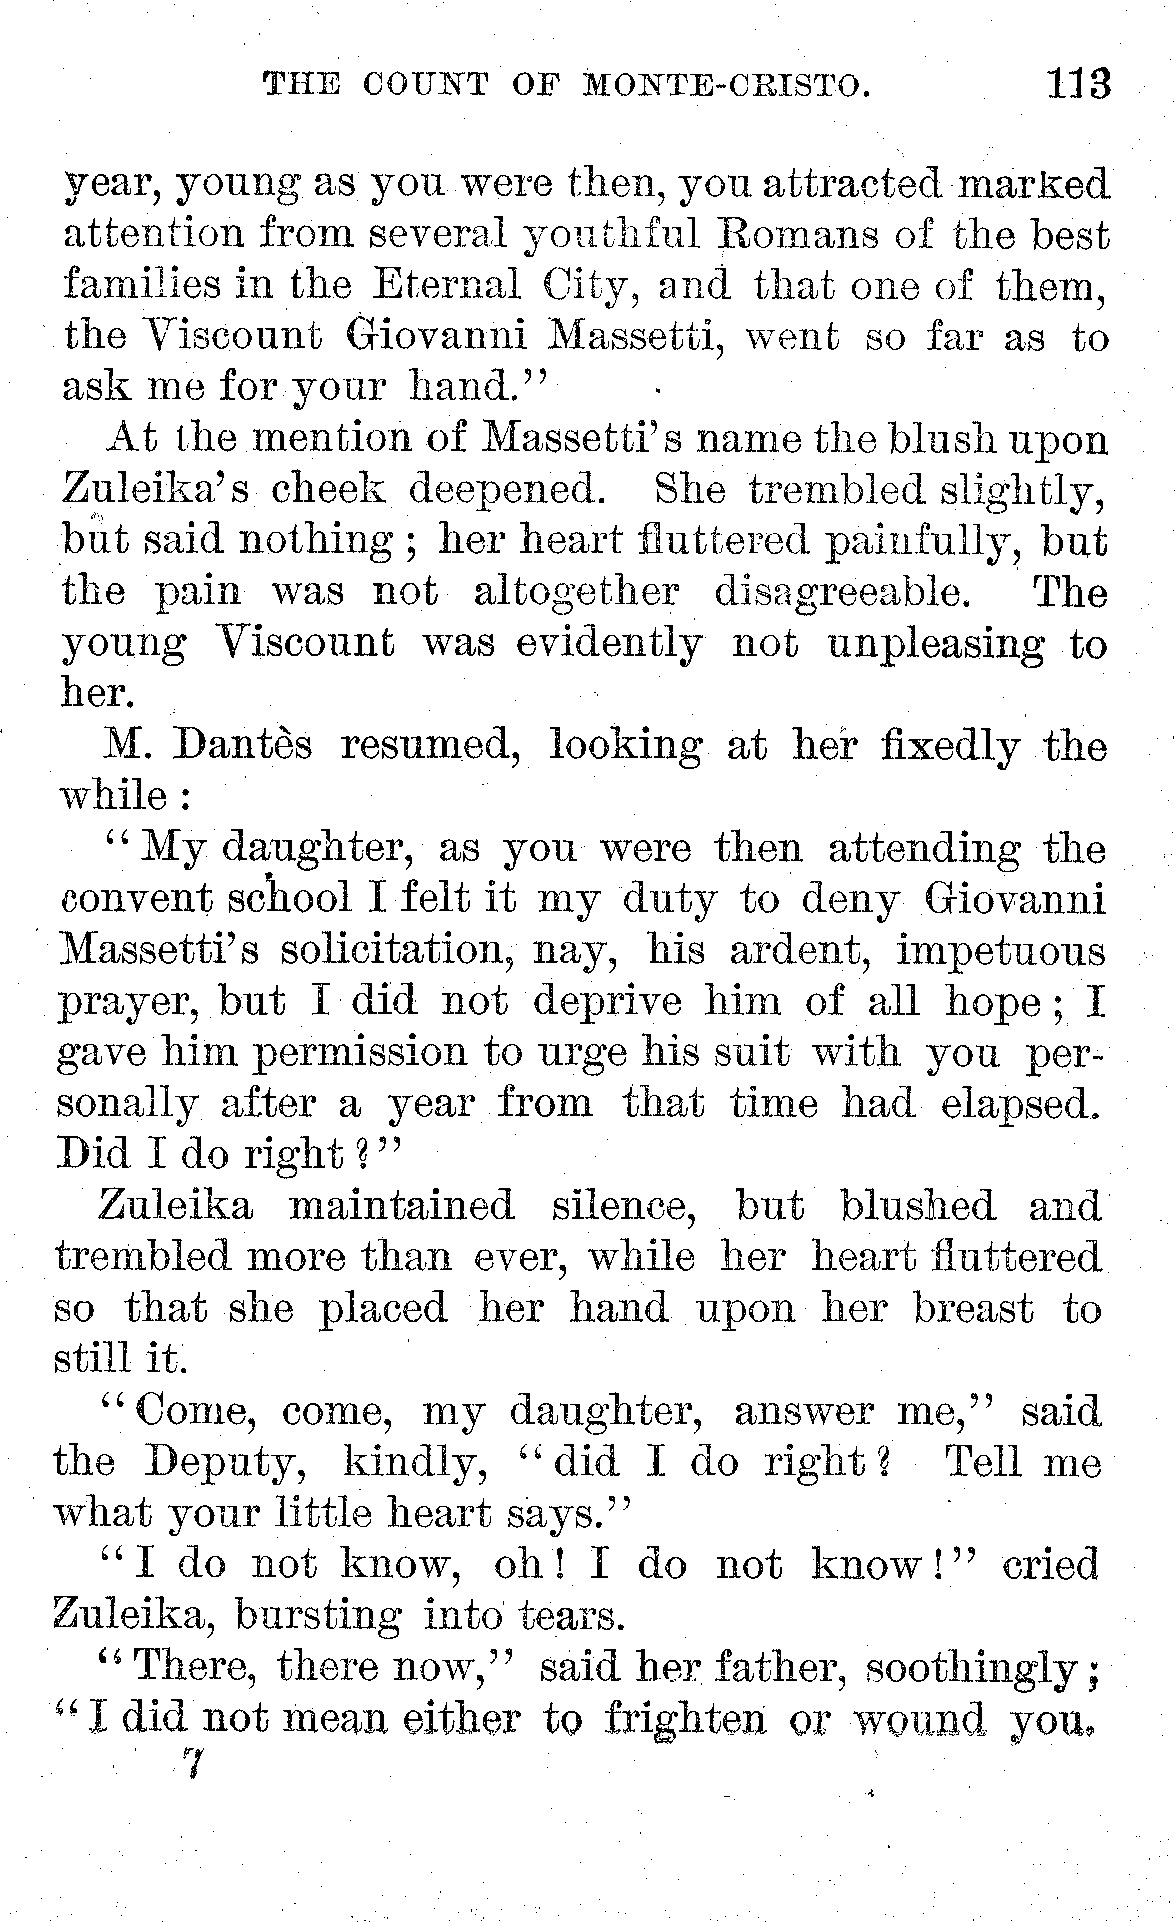 THE COUNT OF MONTE-CRISTO. 113
year, young as you were then, you attracted marked
attention from several youthful Romans of the best
families in the Eternal City, and that one of them,
the Viscount Giovanni Massetti, went so far as to
ask me for your hand."
At the mention of Massetti's name the blush upon
Zuleika's cheek deepened. She trembled slightly,
but said nothing; her heart fluttered painfully, but
the pain was not altogether disagreeable. The
young Viscount was evidently not unpleasing to
her.
M. Dantès resumed, looking at her fixedly the
while:
"My daughter, as you were then attending the
convent school I felt it my duty to deny Giovanni
Massetti's solicitation, nay, his ardent, impetuous
prayer, but I did not deprive him of all hope; I
gave him permission to urge his suit with you per-
sonally after a year from that time had elapsed.
Did I do right?"
Zuleika maintained silence, but blushed and
trembled more than ever, while her heart fluttered
so that she placed her hand upon her breast to
still it.
"Come, come, my daughter, answer me," said
the Deputy, kindly, "did I do right? Tell me
what your little heart says."
"I do not know, oh! I do not know!" cried
Zuleika, bursting into tears.
"There, there now," said her father, soothingly;
"I did not mean either to frighten or wound you.
7